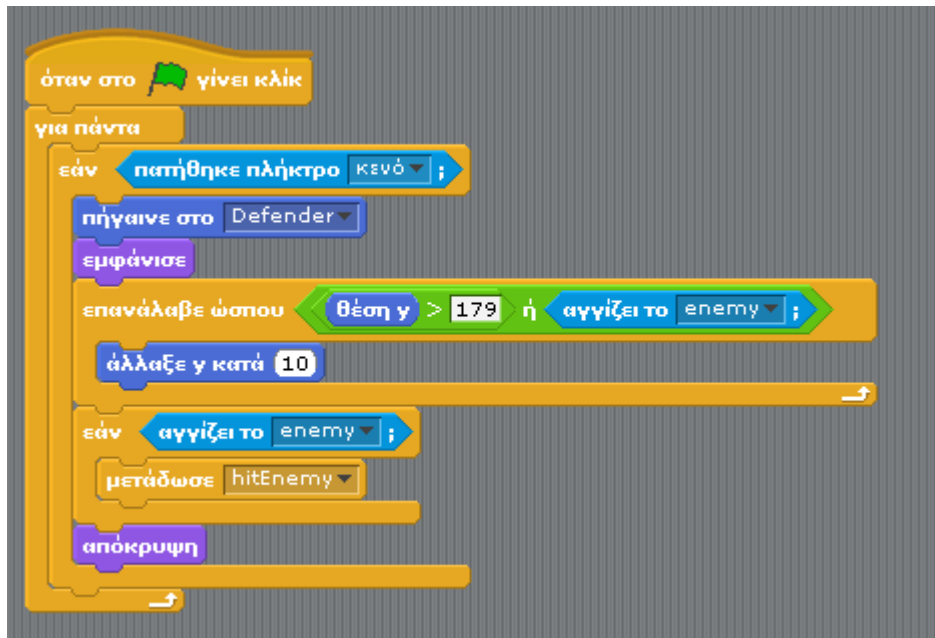 όταν στο γίνει κλίκ
για πάντα
εάν πατήθηκε πλήκτρο κενό ;
πήγαινε στο Defender
εμφάνισε
επανάλαβε ώσπου θέση y > 179 ή αγγίζει το enemy ;
άλλαξε y κατά 10
εάν αγγίζει το enemy ;
μετάδωσε hitEnemy
απόκρυψη